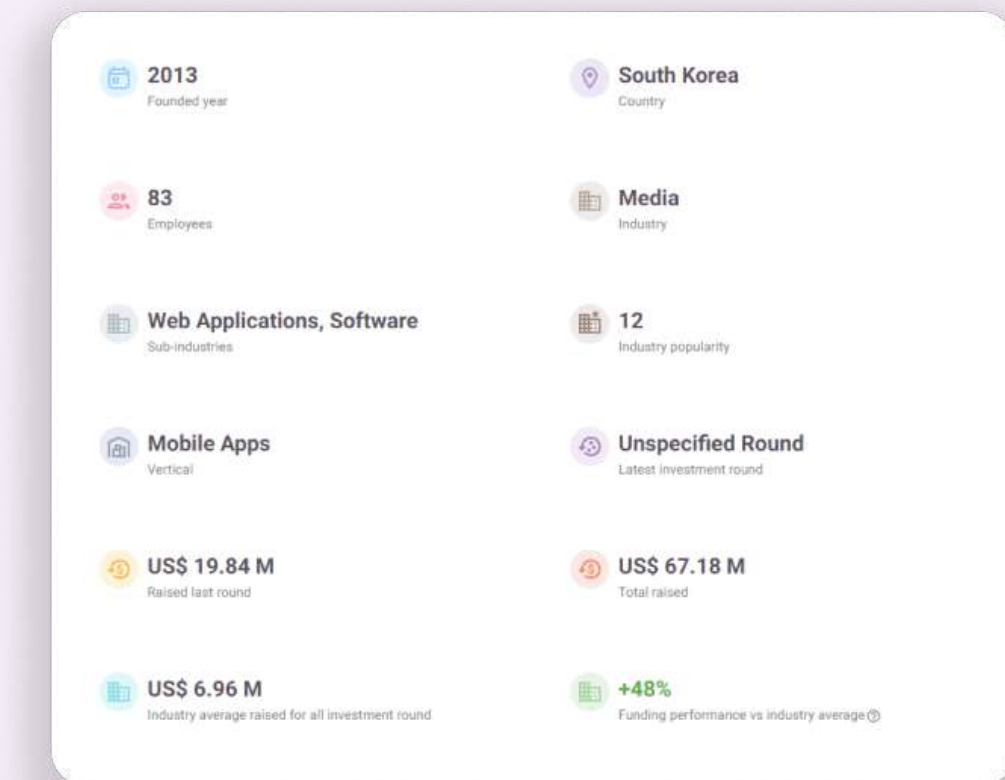 2013
Founded year
South Korea
Country
83
Employees
Media
Industry
Web Applications, Software
Sub-industries
12
Industry popularity
Mobile Apps
Vertical
Unspecified Round
Latest investment round
US$ 19.84 M
Raised last round
US$ 67.18 M
Total raised
US$ 6.96 M
Industry average raised for all investment round
+48%
Funding performance vs industry average